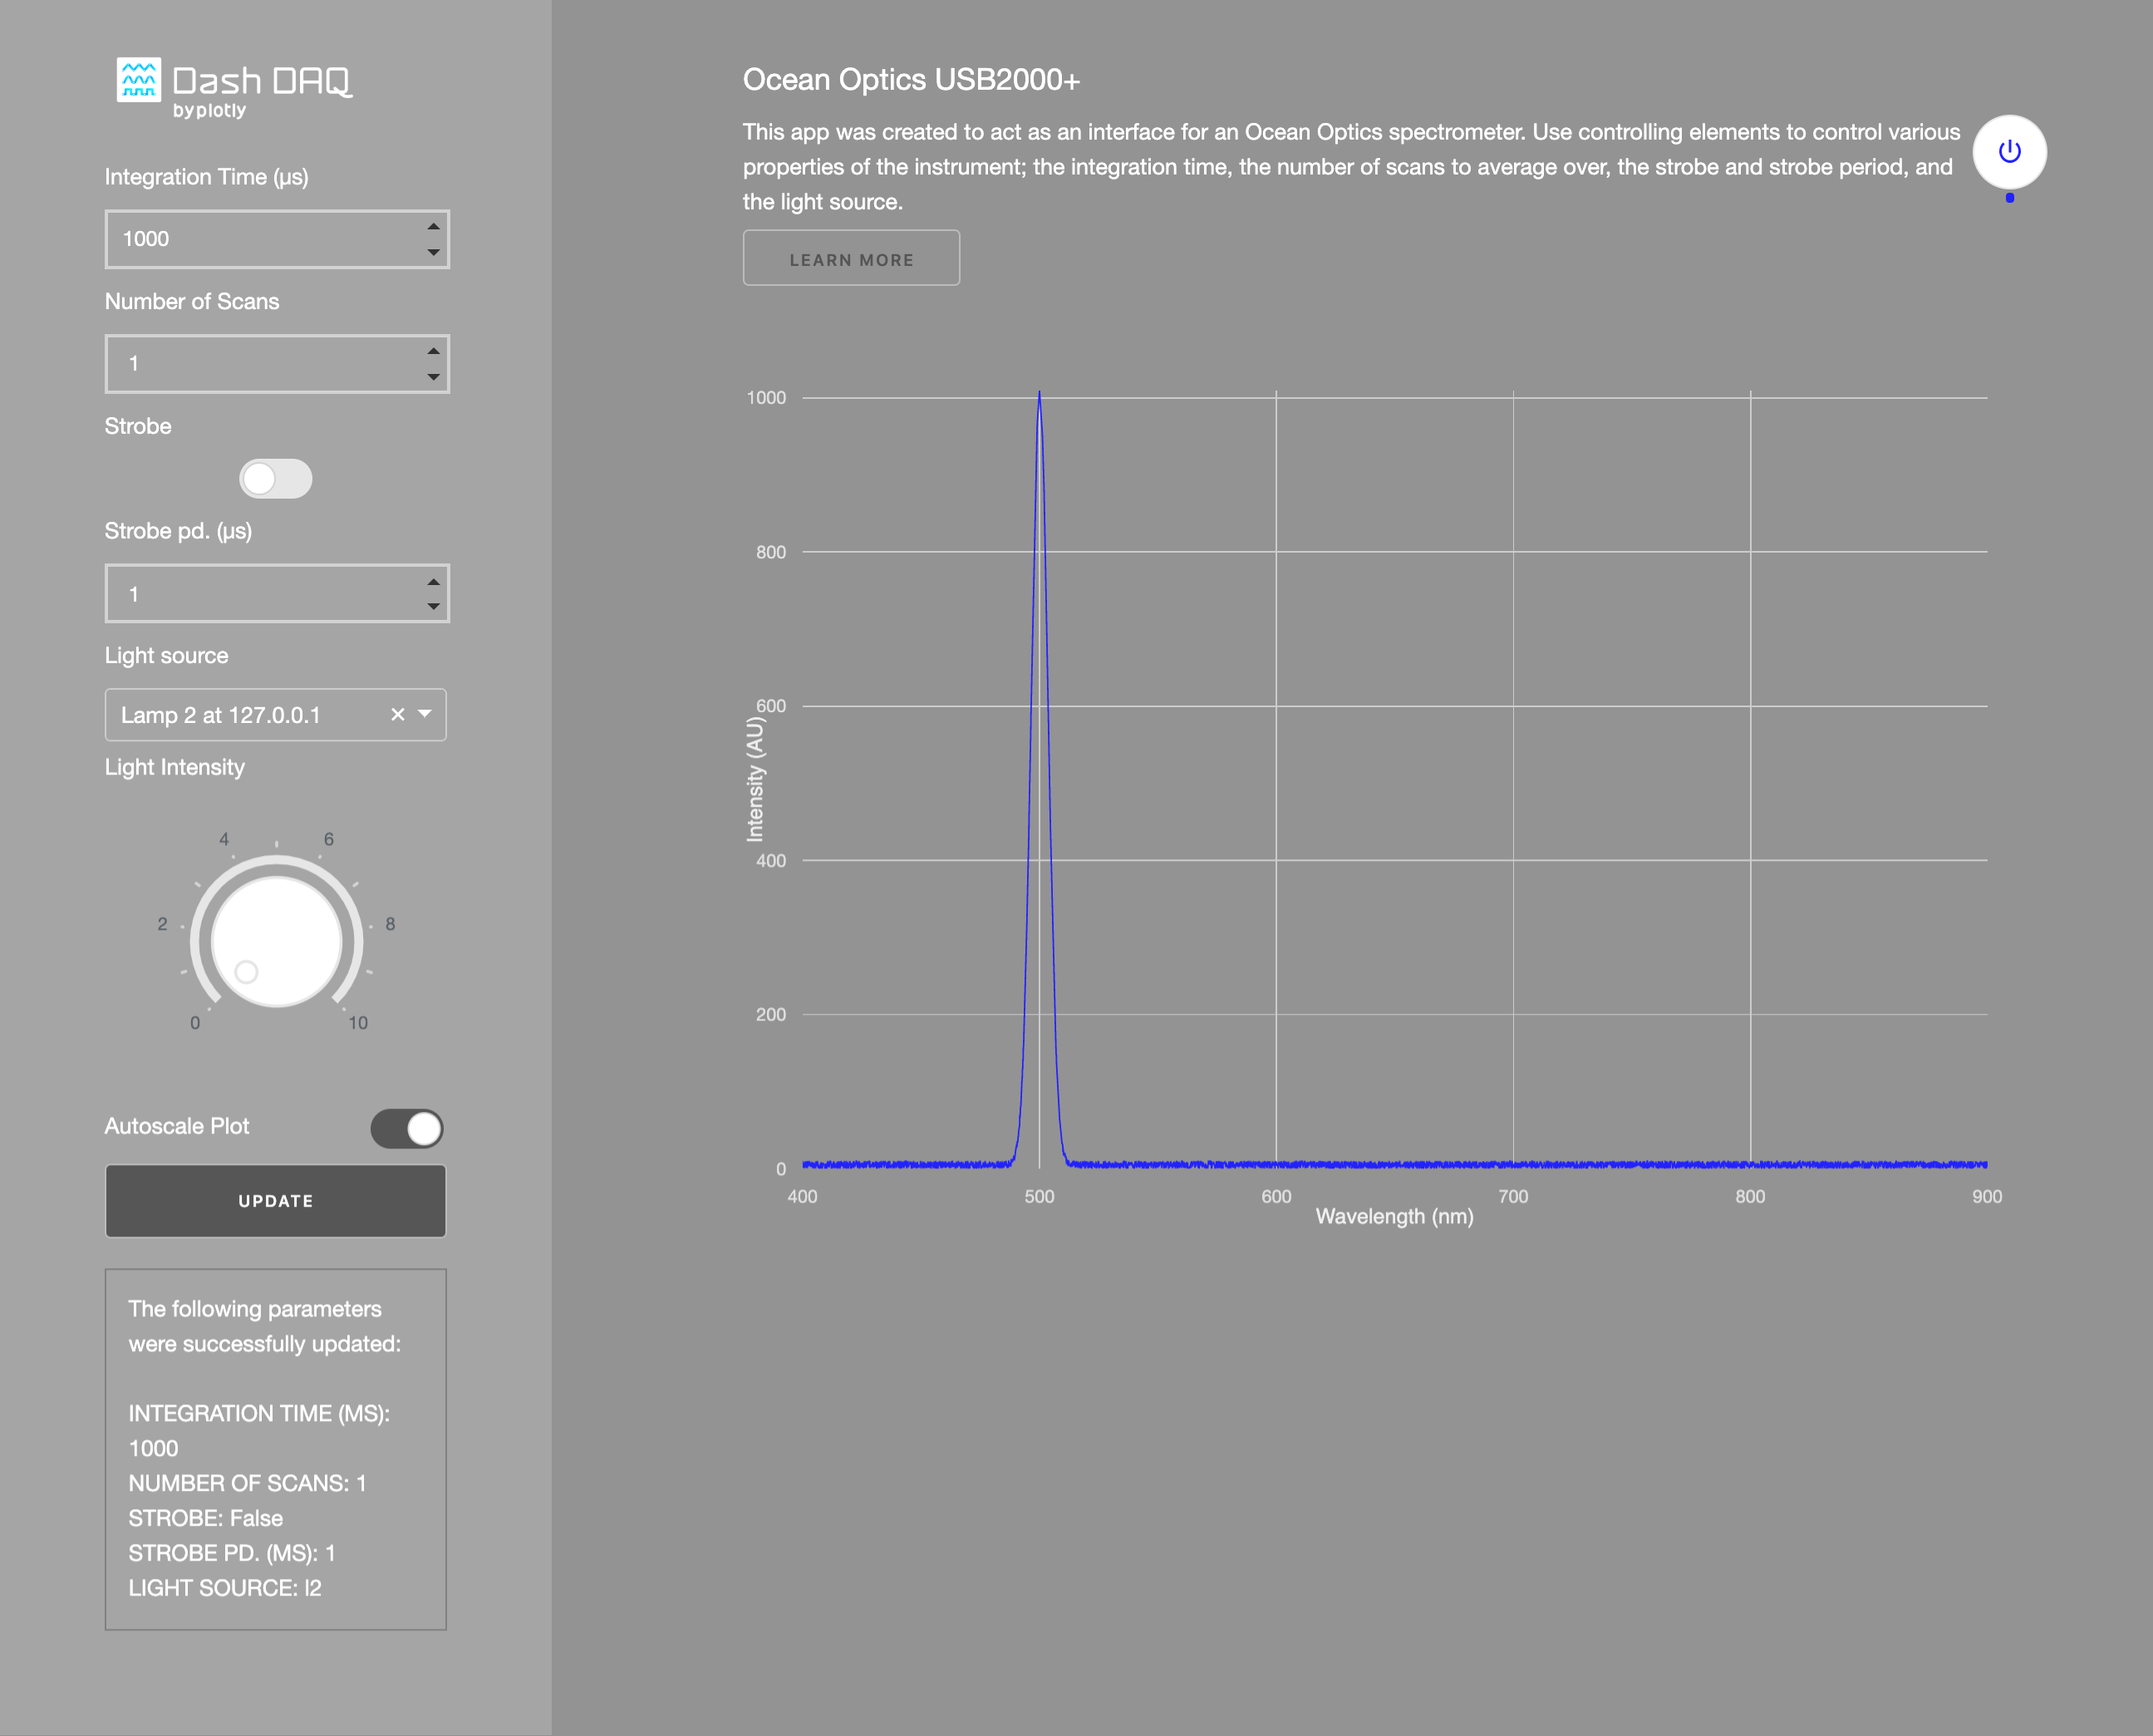 Dash DAQ
byplotly
Integration Time (µs)
1000
Number of Scans
1
Strobe
Strobe pd. (µs)
1
Light source
Lamp 2 at 127.0.0.1
Light Intensity
4
6
2
8
0
10
Autoscale Plot
UPDATE
The following parameters
were successfully updated:
INTEGRATION TIME (MS):
1000
NUMBER OF SCANS: 1
STROBE: False
STROBE PD. (MS): 1
LIGHT SOURCE: l2
Ocean Optics USB2000+
This app was created to act as an interface for an Ocean Optics spectrometer. Use controlling elements to control various
properties of the instrument; the integration time, the number of scans to average over, the strobe and strobe period, and
the light source.
LEARN MORE
1000
800
600
400
200
0
Intensity (AU)
400
500
600
700
800
900
Wavelength (nm)